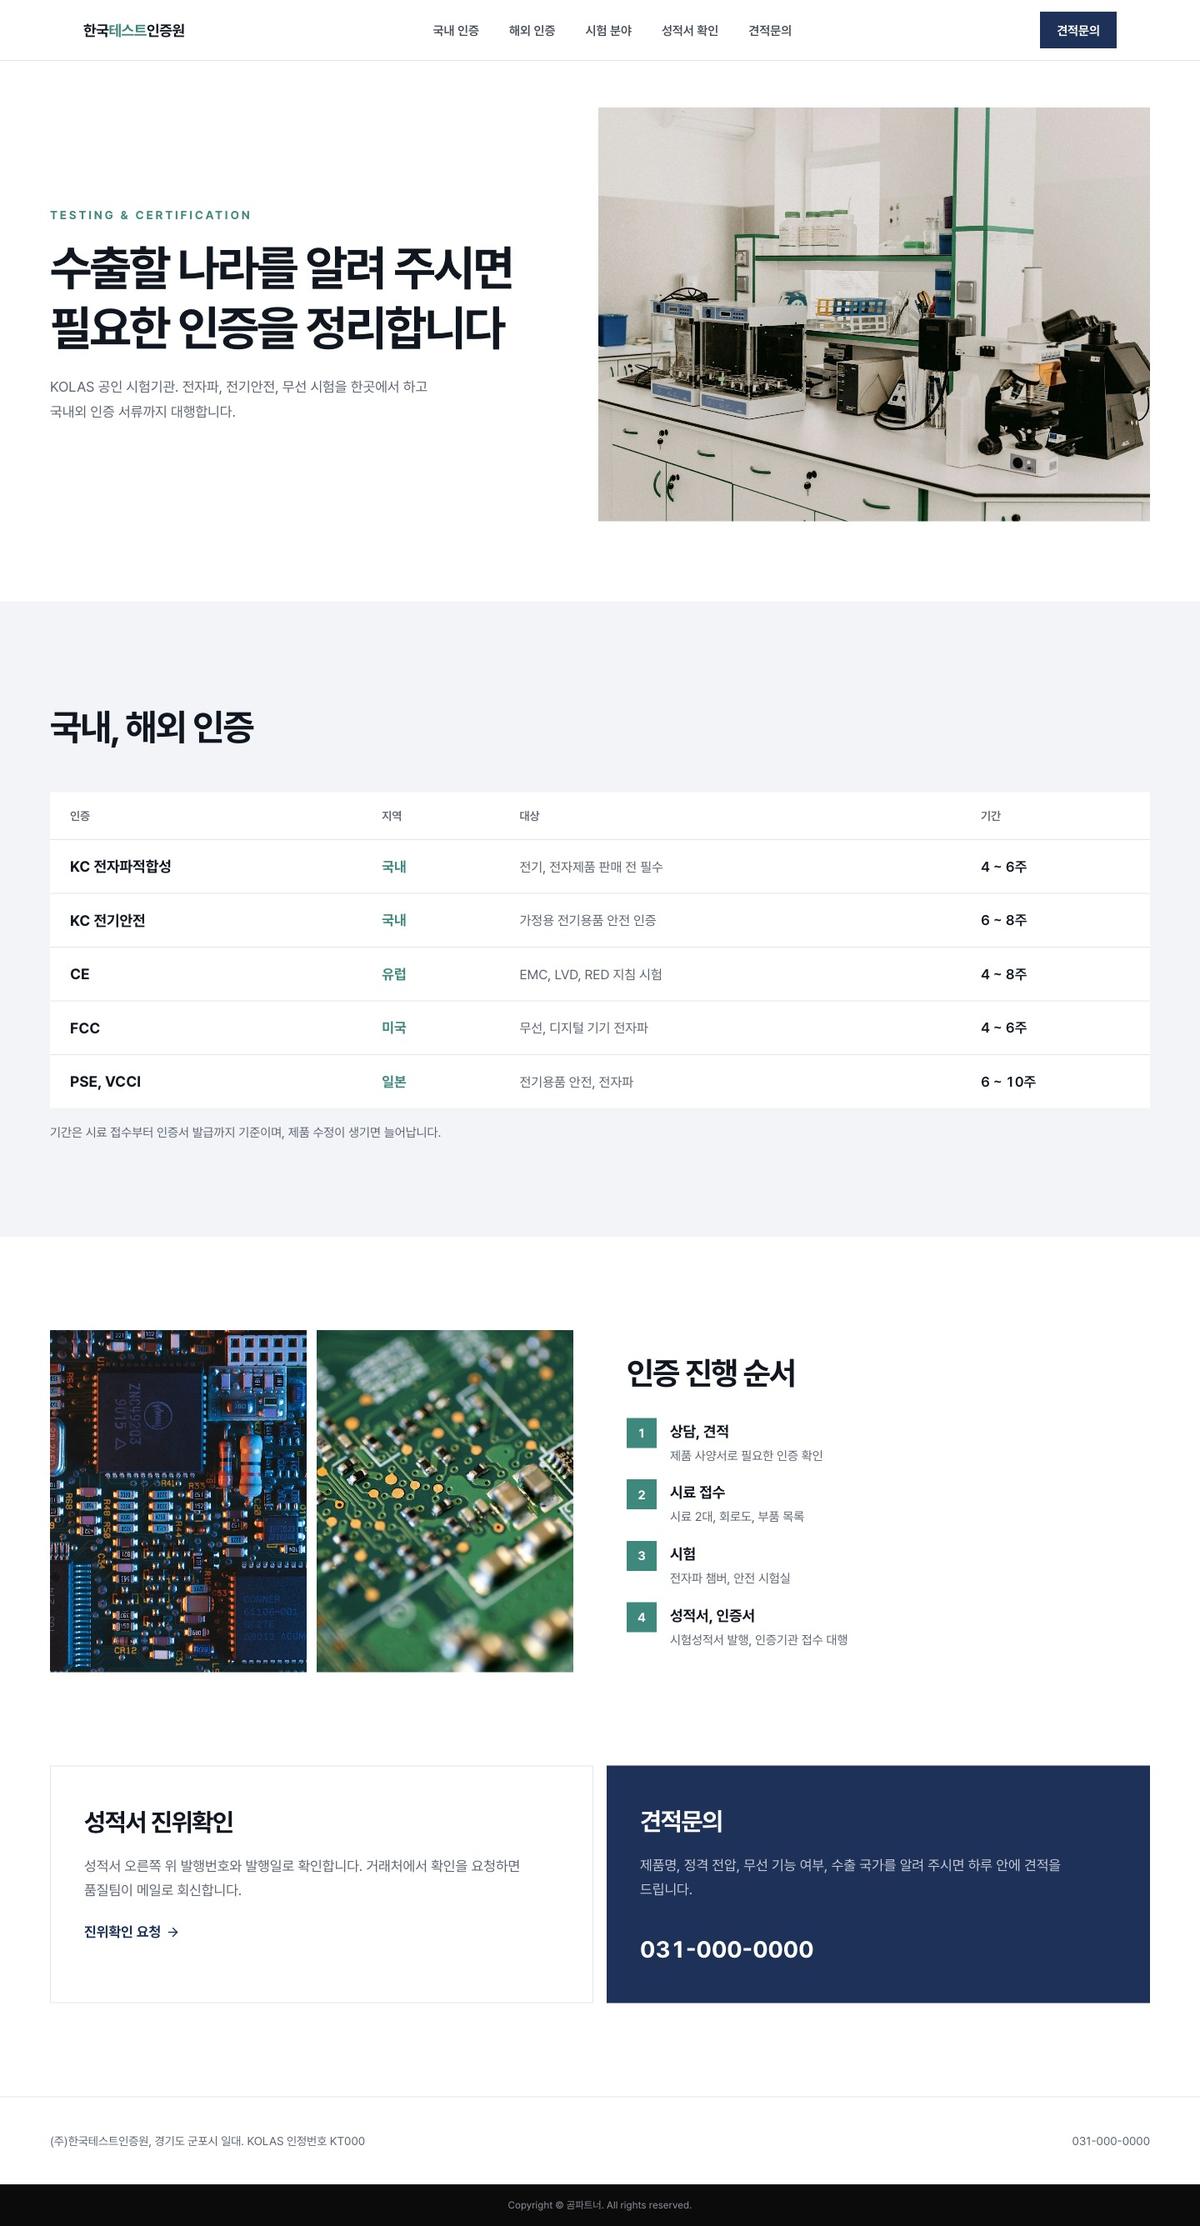 한국테스트인증원
국내 인증 해외 인증 시험 분야 성적서 확인 견적문의
견적문의
TESTING & CERTIFICATION
수출할 나라를 알려 주시면
필요한 인증을 정리합니다
KOLAS 공인 시험기관. 전자파, 전기안전, 무선 시험을 한곳에서 하고
국내외 인증 서류까지 대행합니다.
국내, 해외 인증
인증 지역 대상 기간
KC 전자파적합성 국내 전기, 전자제품 판매 전 필수 4 ~ 6주
KC 전기안전 국내 가정용 전기용품 안전 인증 6 ~ 8주
CE 유럽 EMC, LVD, RED 지침 시험 4 ~ 8주
FCC 미국 무선, 디지털 기기 전자파 4 ~ 6주
PSE, VCCI 일본 전기용품 안전, 전자파 6 ~ 10주
기간은 시료 접수부터 인증서 발급까지 기준이며, 제품 수정이 생기면 늘어납니다.
인증 진행 순서
1 상담, 견적
제품 사양서로 필요한 인증 확인
2 시료 접수
시료 2대, 회로도, 부품 목록
3 시험
전자파 챔버, 안전 시험실
4 성적서, 인증서
시험성적서 발행, 인증기관 접수 대행
성적서 진위확인
성적서 오른쪽 위 발행번호와 발행일로 확인합니다. 거래처에서 확인을 요청하면
품질팀이 메일로 회신합니다.
진위확인 요청 →
견적문의
제품명, 정격 전압, 무선 기능 여부, 수출 국가를 알려 주시면 하루 안에 견적을
드립니다.
031-000-0000
(주)한국테스트인증원, 경기도 군포시 일대. KOLAS 인정번호 KT000
031-000-0000
Copyright © 곰파트너. All rights reserved.